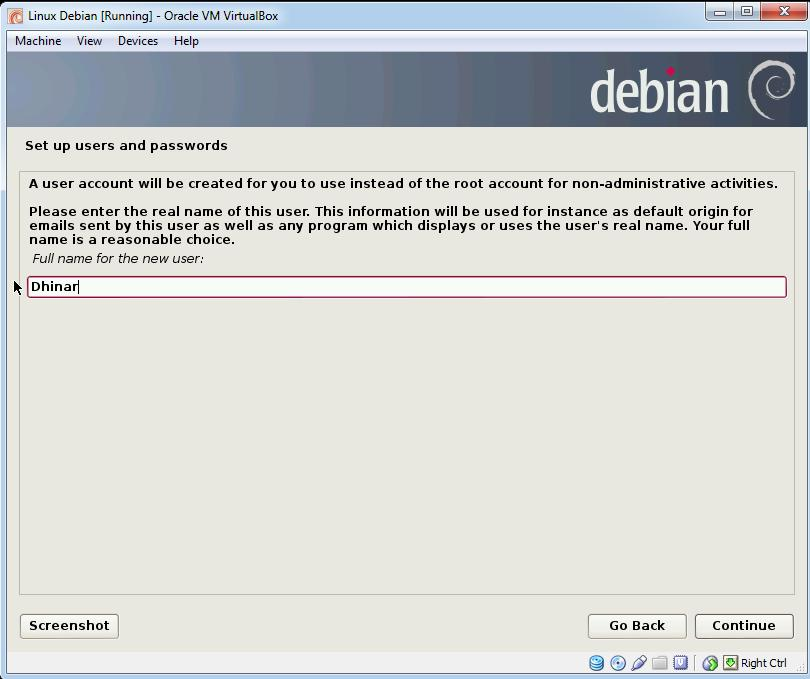 Linux Debian [Running] - Oracle VM VirtualBox
Machine View Devices Help
debian
Set up users and passwords
A user account will be created for you to use instead of the root account for non-administrative activities.
Please enter the real name of this user. This information will be used for instance as default origin for
emails sent by this user as well as any program which displays or uses the user's real name. Your full
name is a reasonable choice.
Full name for the new user:
Dhinar
Screenshot Go Back Continue
Right Ctrl